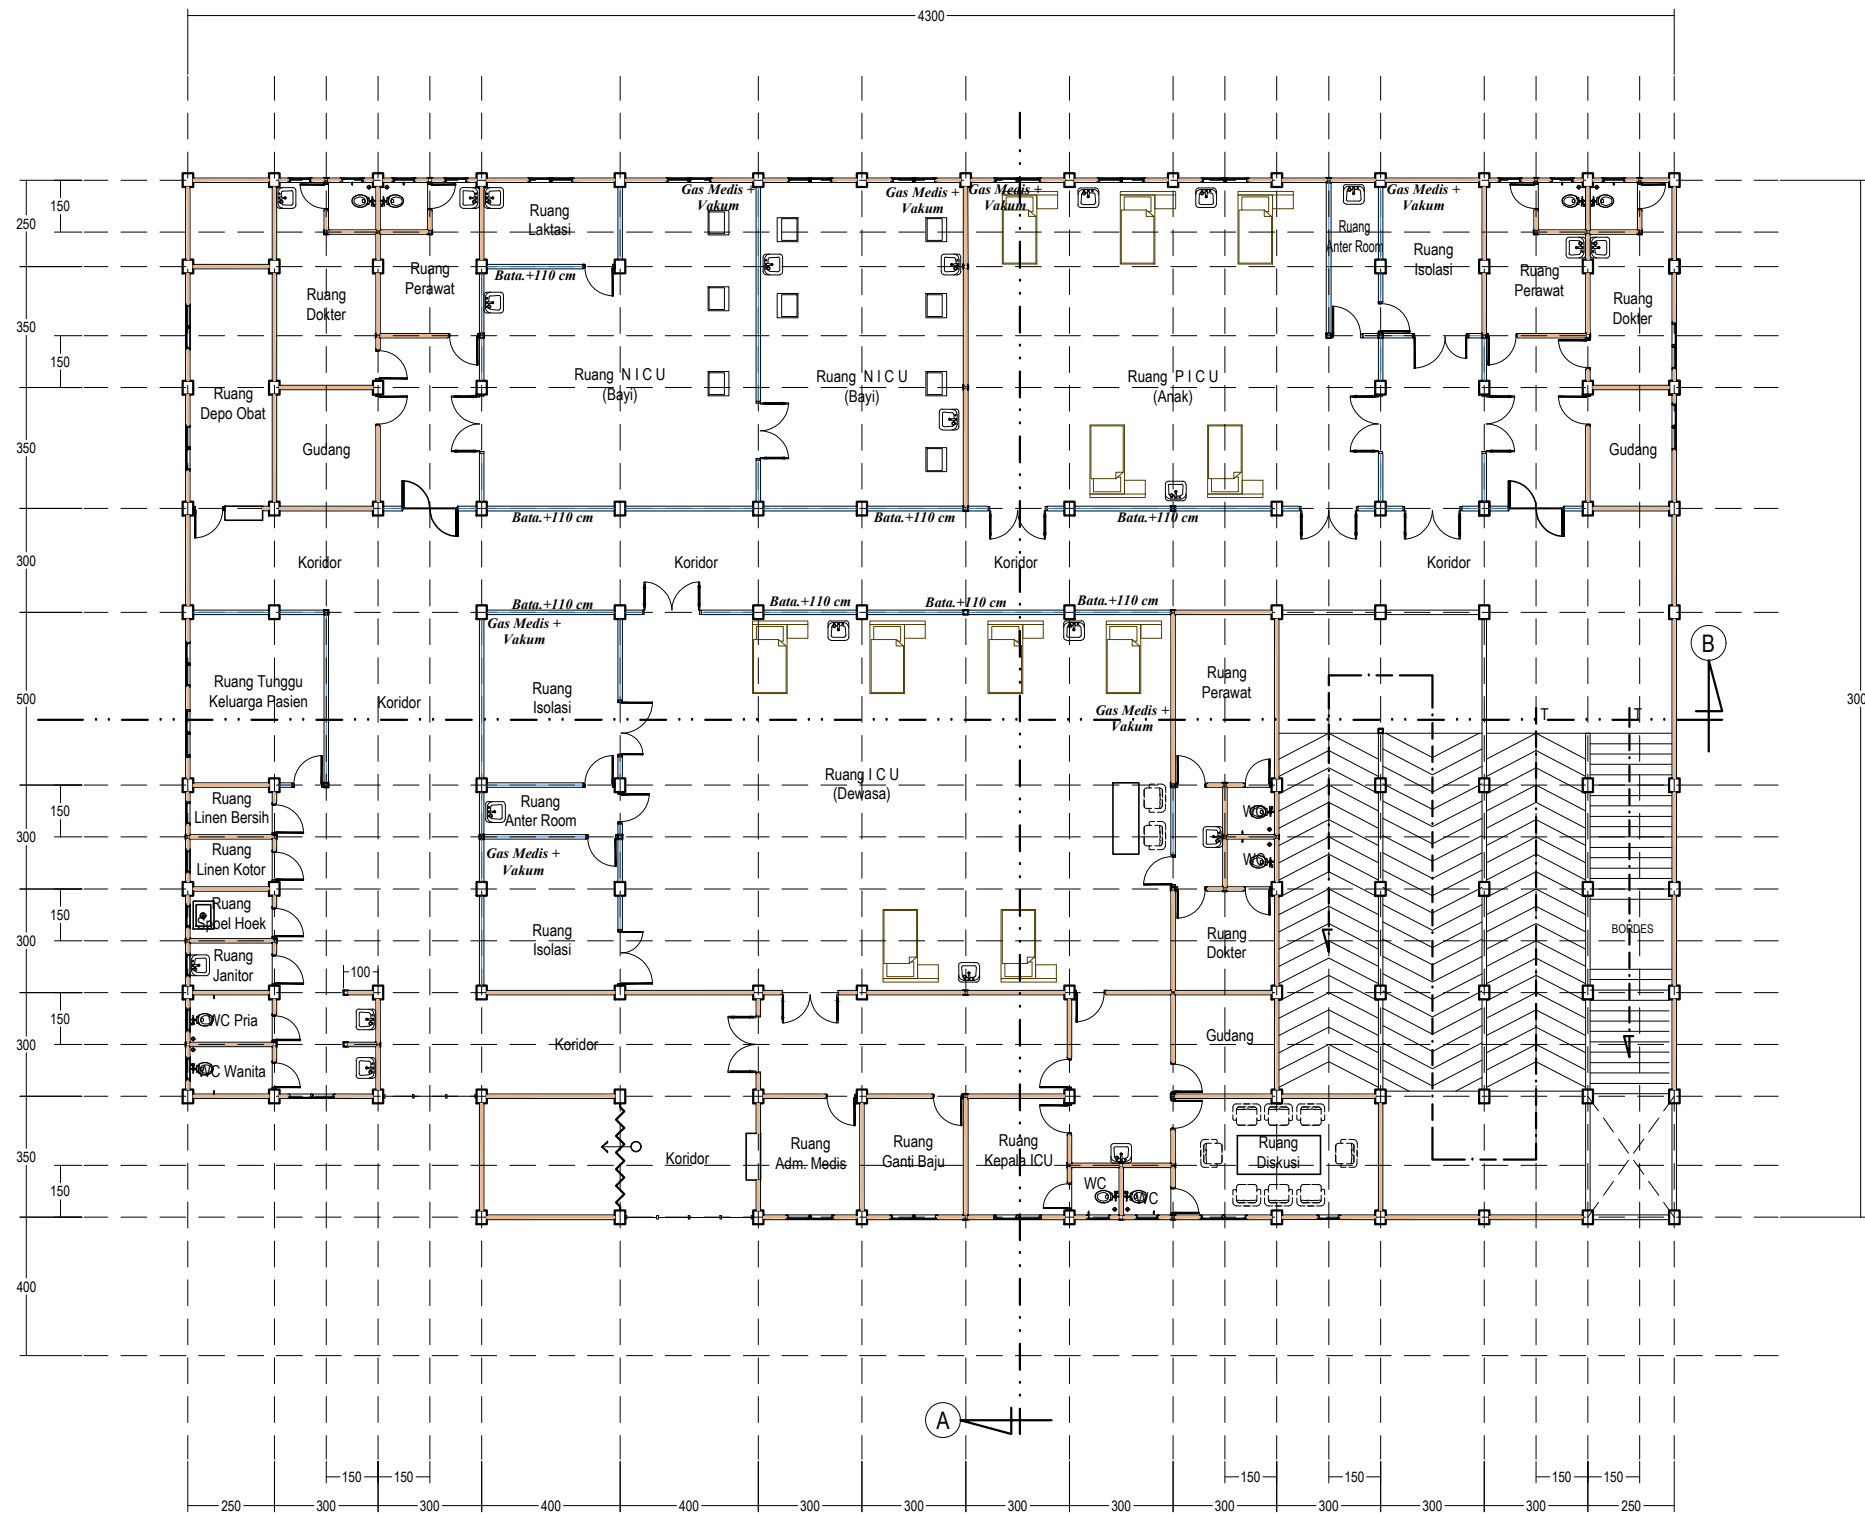 4300
Gas Medis +
Vakum
Gas Medis +
Vakum
Gas Medis +
Vakum
Gas Medis +
Vakum
150
250
Ruang
Laktasi
Ruang
Anter Room
Ruang
Isolasi
Ruang
Perawat
Bata.+110 cm
Ruang
Perawat
Ruang
Dokter
Ruang
Dokter
350
150
Ruang
Depo Obat
Ruang N I C U
(Bayi)
Ruang N I C U
(Bayi)
Ruang P I C U
(Anak)
350
Gudang
Gudang
Bata.+110 cm
Bata.+110 cm
Bata.+110 cm
300
Koridor
Koridor
Koridor
Koridor
Bata.+110 cm
Bata.+110 cm
Bata.+110 cm
Bata.+110 cm
Gas Medis +
Vakum
B
Ruang
Perawat
500
Ruang Tunggu
Keluarga Pasien
Koridor
Ruang
Isolasi
Gas Medis +
Vakum
T
T
300
Ruang I C U
(Dewasa)
150
Ruang
Linen Bersih
Ruang
Anter Room
WC
300
Ruang
Linen Kotor
Gas Medis +
Vakum
WC
150
Ruang
Spoel Hoek
Ruang
Isolasi
Ruang
Dokter
BORDES
300
Ruang
Janitor
100
150
WC Pria
300
Koridor
Gudang
WC Wanita
350
Koridor
Ruang
Adm. Medis
Ruang
Ganti Baju
Ruang
Kepala ICU
Ruang
Diskusi
150
WC
WC
400
A
150
150
150
150
150
150
250
300
300
400
400
300
300
300
300
300
300
300
250